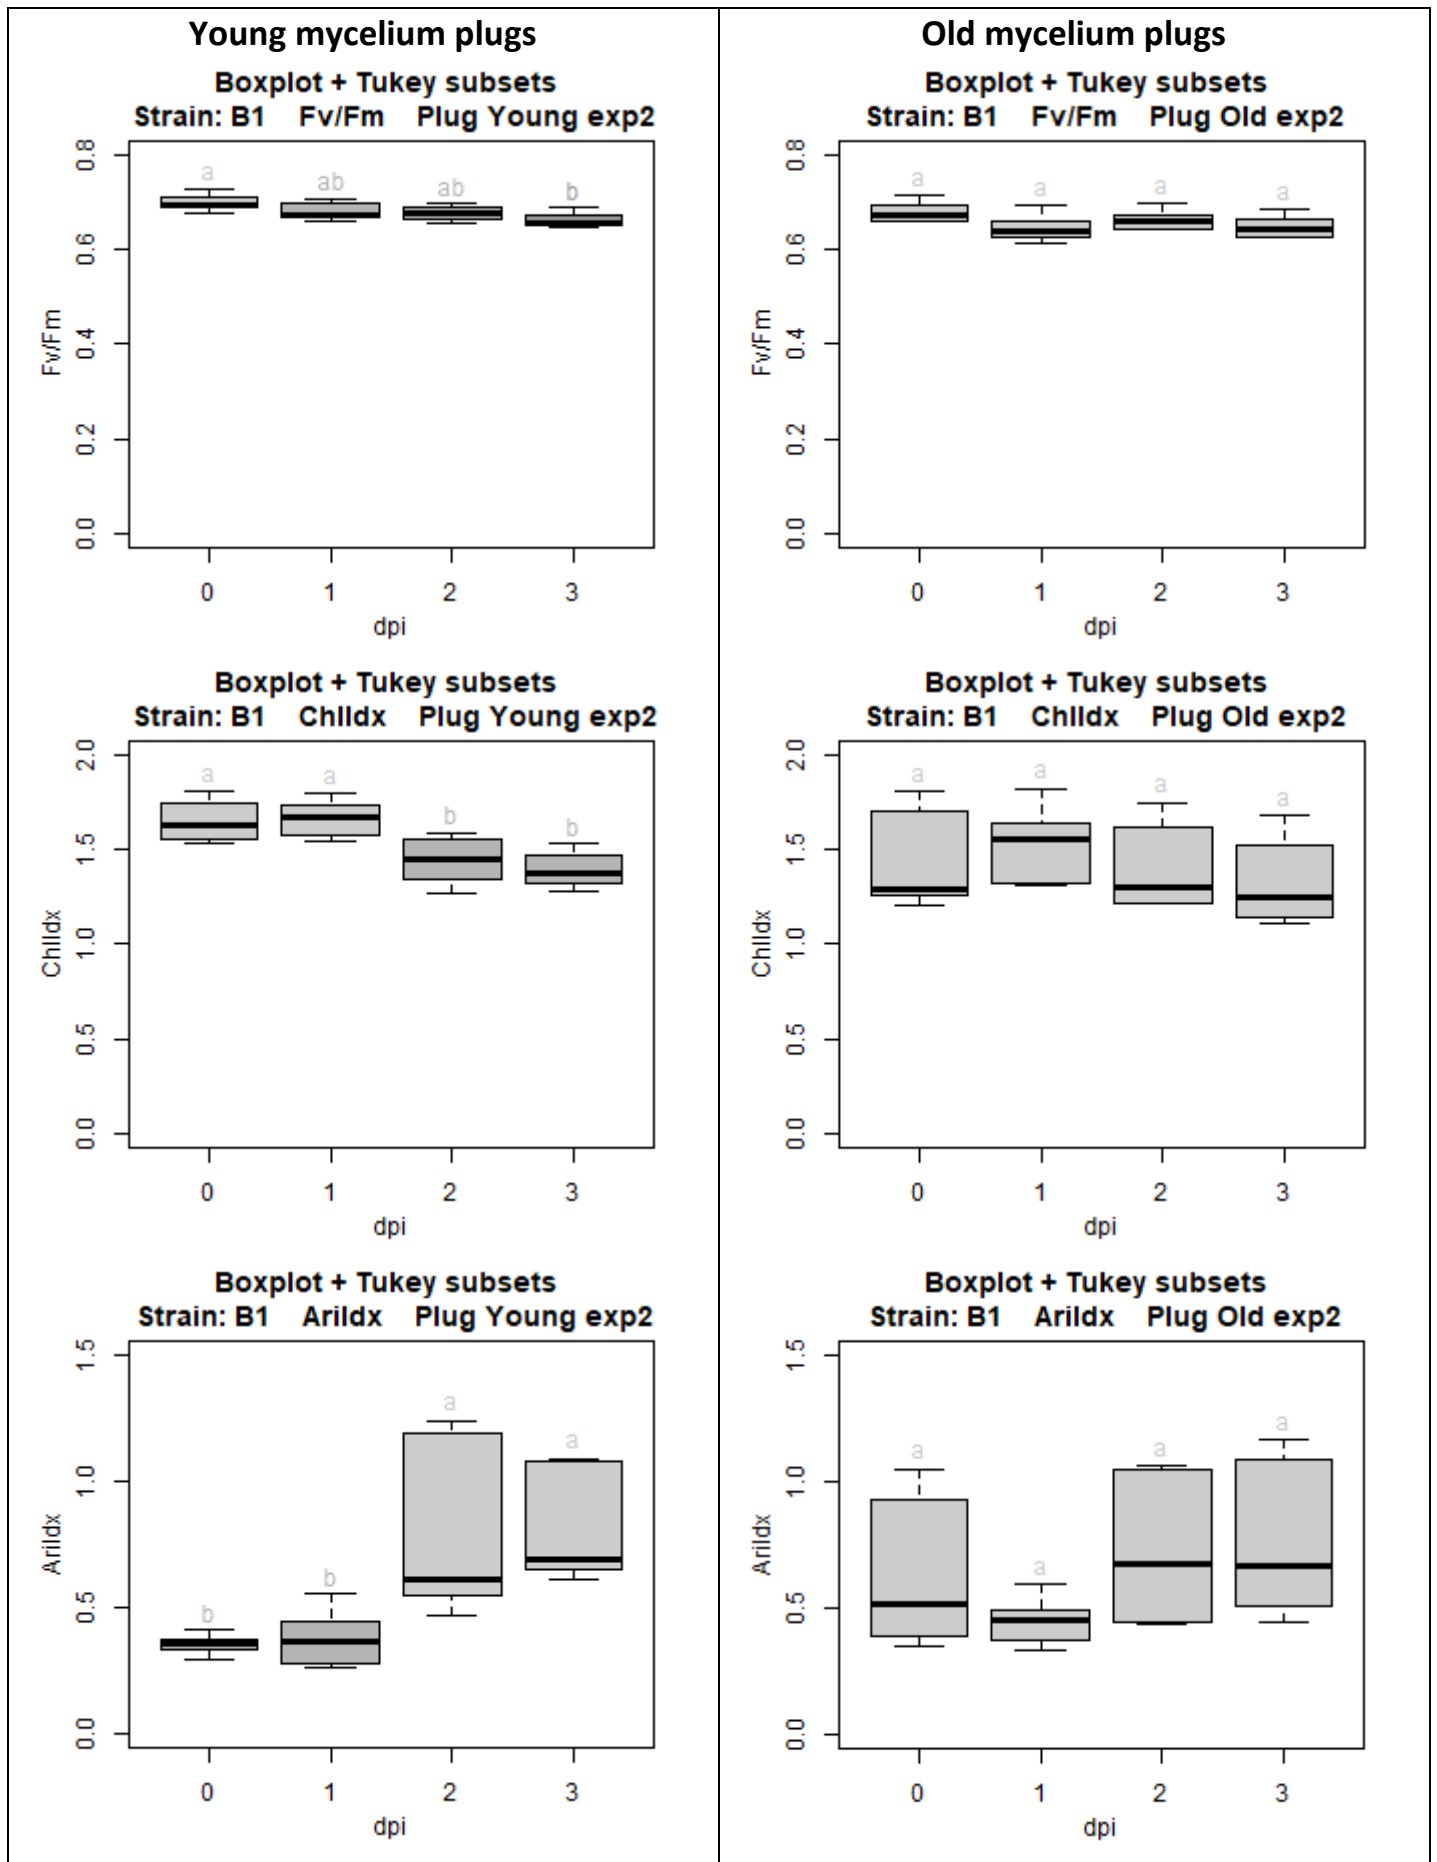 Young mycelium plugs
Boxplot + Tukey subsets
Strain: B1 Fv/Fm Plug Young exp2
Fv/Fm
0.8
0.6
0.4
0.2
0.0
a ab ab b
0 1 2 3
dpi
Boxplot + Tukey subsets
Strain: B1 ChlIdx Plug Young exp2
ChlIdx
2.0
1.5
1.0
0.5
0.0
a a b b
0 1 2 3
dpi
Boxplot + Tukey subsets
Strain: B1 AriIdx Plug Young exp2
AriIdx
1.5
1.0
0.5
0.0
b b a a
0 1 2 3
dpi
Old mycelium plugs
Boxplot + Tukey subsets
Strain: B1 Fv/Fm Plug Old exp2
Fv/Fm
0.8
0.6
0.4
0.2
0.0
a a a a
0 1 2 3
dpi
Boxplot + Tukey subsets
Strain: B1 ChlIdx Plug Old exp2
ChlIdx
2.0
1.5
1.0
0.5
0.0
a a a a
0 1 2 3
dpi
Boxplot + Tukey subsets
Strain: B1 AriIdx Plug Old exp2
AriIdx
1.5
1.0
0.5
0.0
a a a a
0 1 2 3
dpi